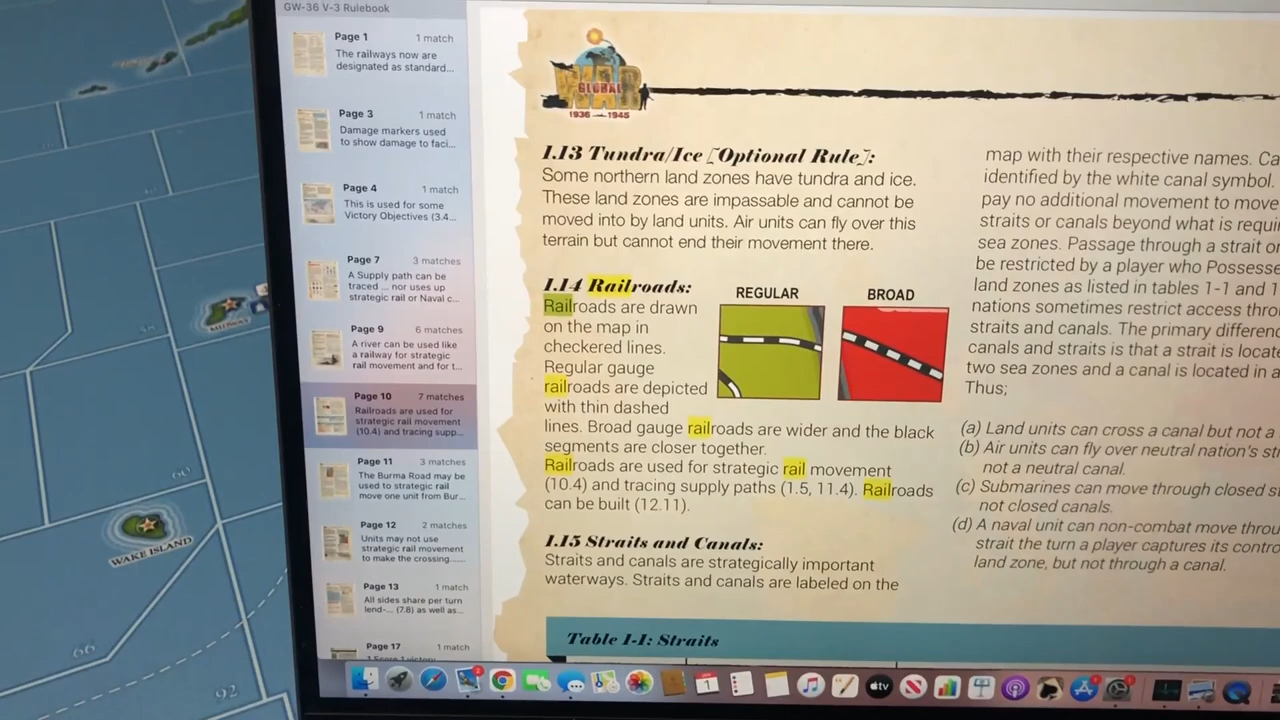 GW-36 V-3 Rulebook
Page 1 1 match
The railways now are
designated as standard...
Page 3 1 match
Damage markers used
to show damage to faci...
Page 4 1 match
This is used for some
Victory Objectives (3.4...
Page 7 3 matches
A Supply path can be
traced ... nor uses up
strategic rail or Naval c...
Page 9 6 matches
A river can be used like
a railway for strategic
rail movement and for t...
Page 10 7 matches
Railroads are used for
strategic rail movement
(10.4) and tracing supp...
Page 11 3 matches
The Burma Road may be
used to strategic rail
move one unit from Bur...
Page 12 2 matches
Units may not use
strategic rail movement
to make the crossing......
Page 13 1 match
All sides share per turn
lend-... (7.8) as well as...
Page 17 1 match
WAR
GLOBAL
1936 1945
1.13 Tundra/Ice [Optional Rule]:
Some northern land zones have tundra and ice.
These land zones are impassable and cannot be
moved into by land units. Air units can fly over this
terrain but cannot end their movement there.
1.14 Railroads:
Railroads are drawn
on the map in
checkered lines.
Regular gauge
railroads are depicted
with thin dashed
lines. Broad gauge railroads are wider and the black
segments are closer together.
Railroads are used for strategic rail movement
(10.4) and tracing supply paths (1.5, 11.4). Railroads
can be built (12.11).
REGULAR
BROAD
1.15 Straits and Canals:
Straits and canals are strategically important
waterways. Straits and canals are labeled on the
Table 1-1: Straits
map with their respective names. Ca
identified by the white canal symbol.
pay no additional movement to move
straits or canals beyond what is requi
sea zones. Passage through a strait or
be restricted by a player who Possesse
land zones as listed in tables 1-1 and 1
nations sometimes restrict access thro
straits and canals. The primary differenc
canals and straits is that a strait is locate
two sea zones and a canal is located in a
Thus;
(a) Land units can cross a canal but not a
(b) Air units can fly over neutral nation's str
not a neutral canal.
(c) Submarines can move through closed st
not closed canals.
(d) A naval unit can non-combat move throu
strait the turn a player captures its contro
land zone, but not through a canal.
MIDWAY
60
WAKE ISLAND
66
92
tv